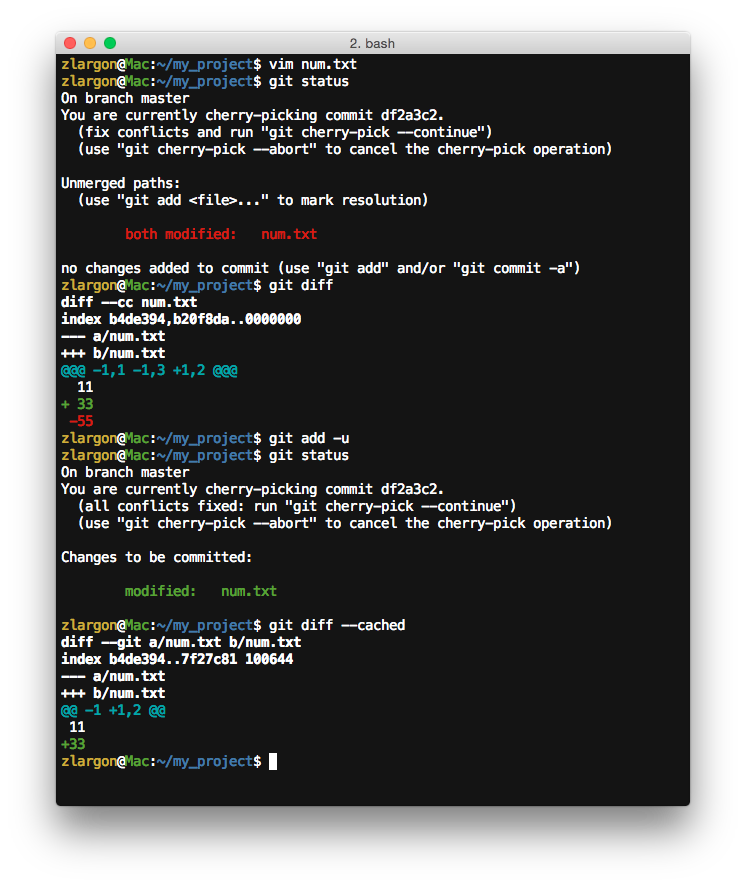 2. bash
zlargon@Mac:~/my_project$ vim num.txt
zlargon@Mac:~/my_project$ git status
On branch master
You are currently cherry-picking commit df2a3c2.
  (fix conflicts and run "git cherry-pick --continue")
  (use "git cherry-pick --abort" to cancel the cherry-pick operation)

Unmerged paths:
  (use "git add <file>..." to mark resolution)

        both modified:   num.txt

no changes added to commit (use "git add" and/or "git commit -a")
zlargon@Mac:~/my_project$ git diff
diff --cc num.txt
index b4de394,b20f8da..0000000
--- a/num.txt
+++ b/num.txt
@@@ -1,1 -1,3 +1,2 @@@
  11
+ 33
 -55
zlargon@Mac:~/my_project$ git add -u
zlargon@Mac:~/my_project$ git status
On branch master
You are currently cherry-picking commit df2a3c2.
  (all conflicts fixed: run "git cherry-pick --continue")
  (use "git cherry-pick --abort" to cancel the cherry-pick operation)

Changes to be committed:

        modified:   num.txt

zlargon@Mac:~/my_project$ git diff --cached
diff --git a/num.txt b/num.txt
index b4de394..7f27c81 100644
--- a/num.txt
+++ b/num.txt
@@ -1 +1,2 @@
 11
+33
zlargon@Mac:~/my_project$